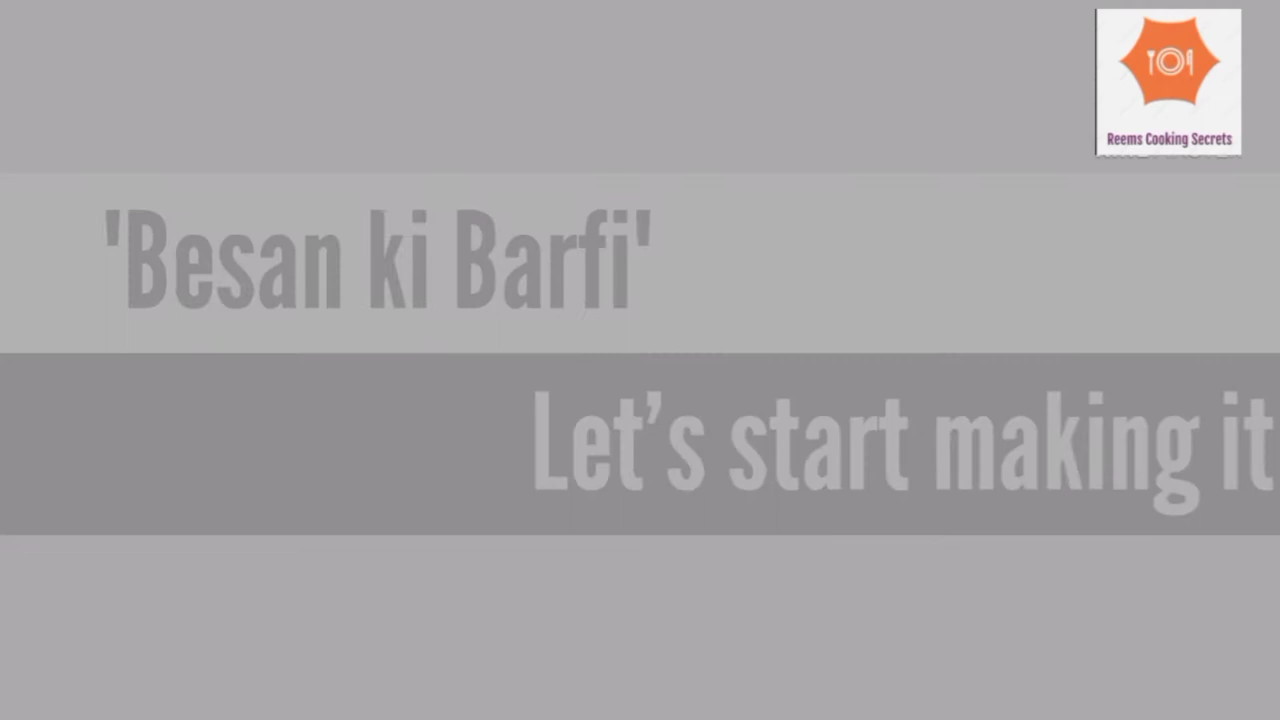 Reems Cooking Secrets
'Besan ki Barfi'
Let’s start making it